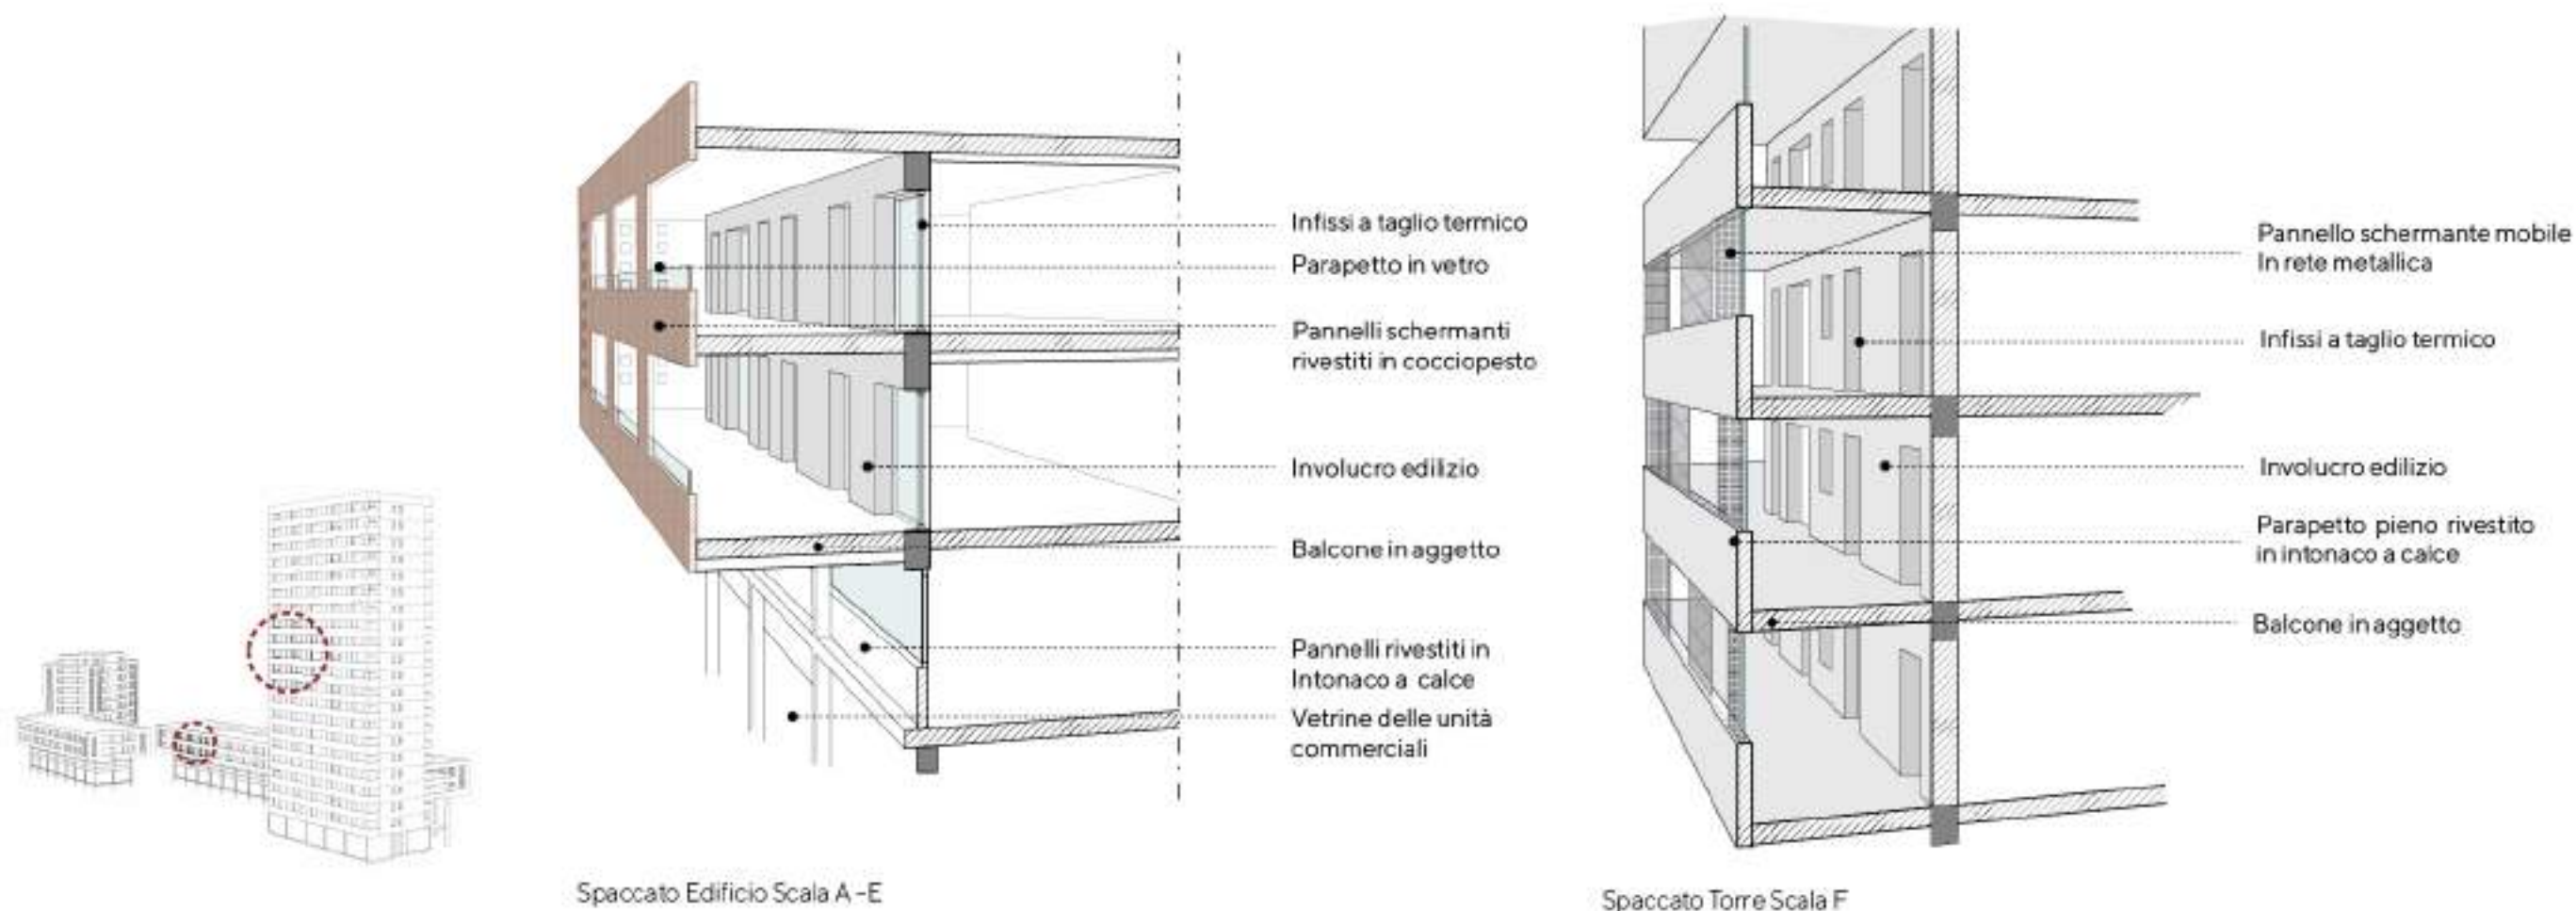 Infissi a taglio termico
Parapetto in vetro
Pannelli schermanti
rivestiti in cocciopesto
Involucro edilizio
Balcone in aggetto
Pannelli rivestiti in
Intonaco a calce
Vetrine delle unità
commerciali
Spaccato Edificio Scala A -E
Pannello schermante mobile
In rete metallica
Infissi a taglio termico
Involucro edilizio
Parapetto pieno rivestito
in intonaco a calce
Balcone in aggetto
Spaccato Torre Scala F